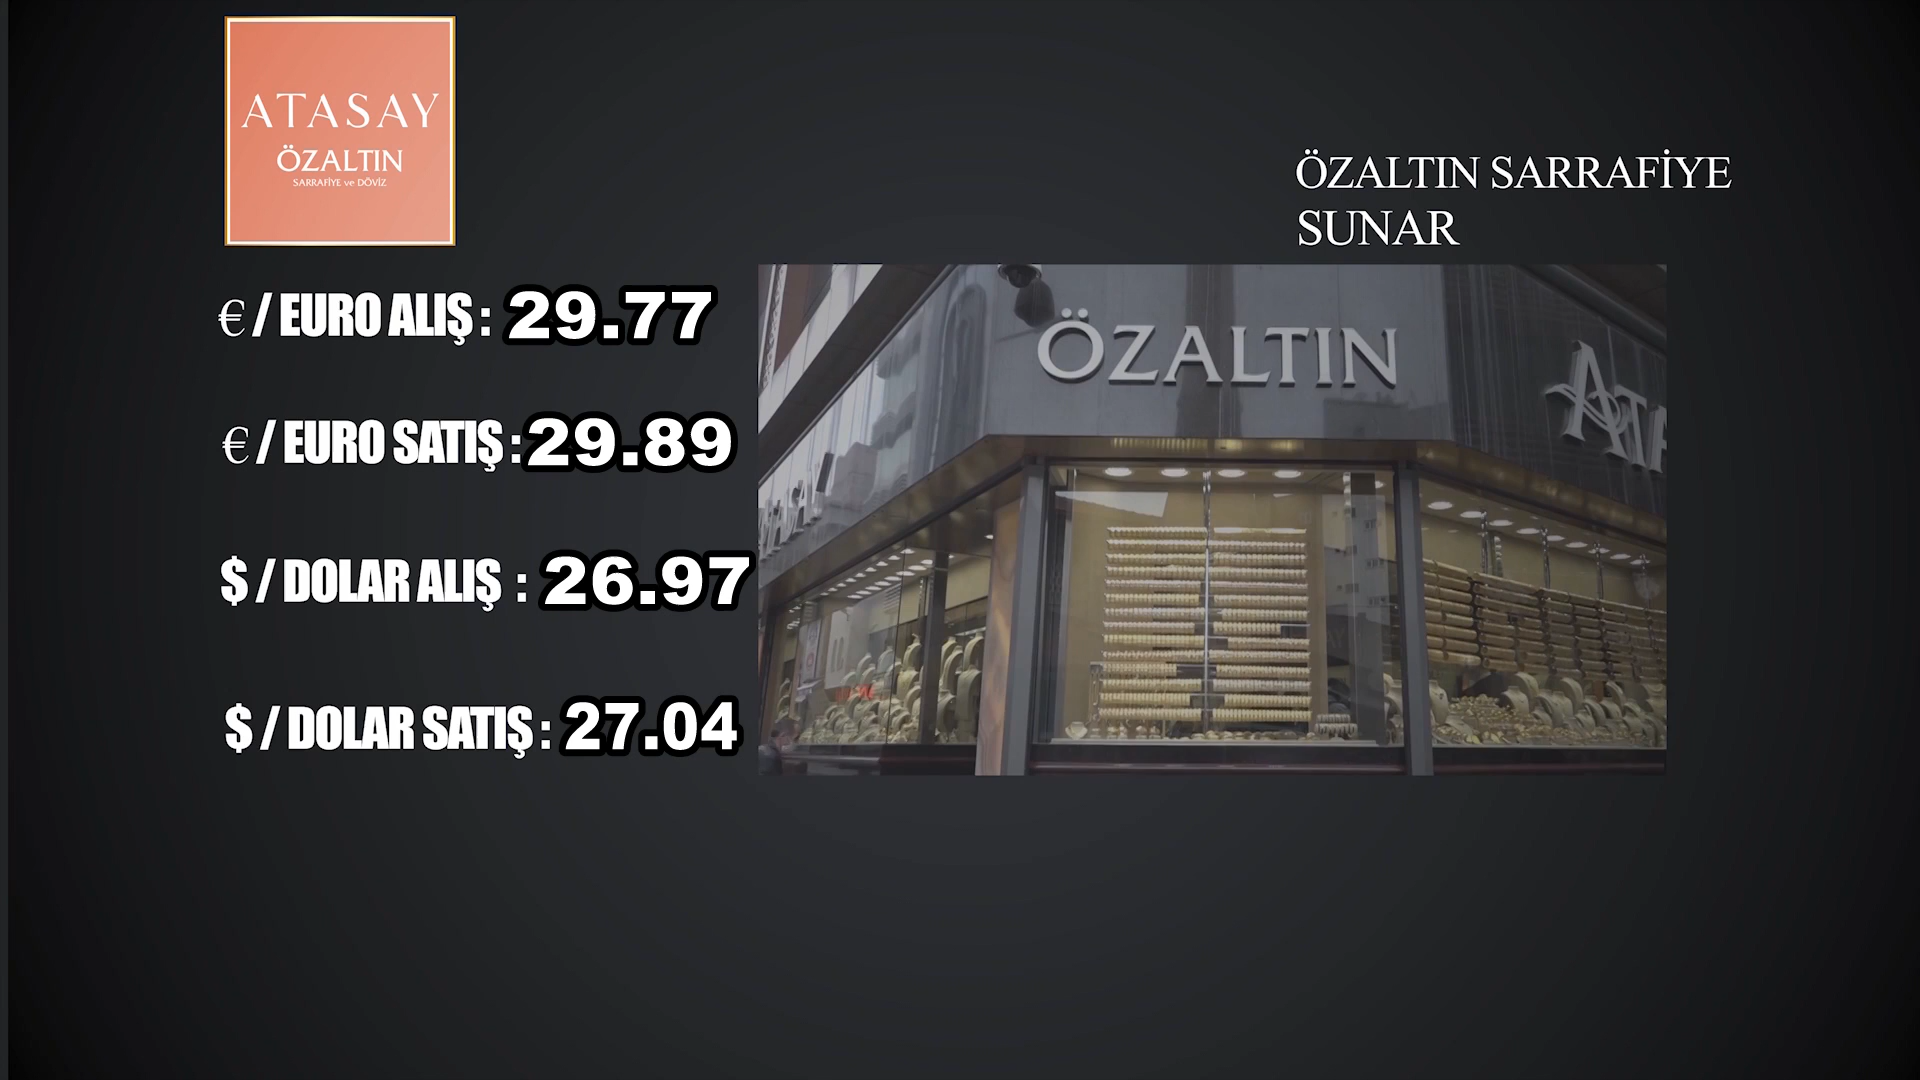 ATASAY
ÖZALTIN
SARRAFİYE ve DÖVİZ
ÖZALTIN SARRAFİYE
SUNAR
€ / EURO ALIŞ : 29.77
€ / EURO SATIŞ : 29.89
$ / DOLAR ALIŞ : 26.97
$ / DOLAR SATIŞ : 27.04
ÖZALTIN